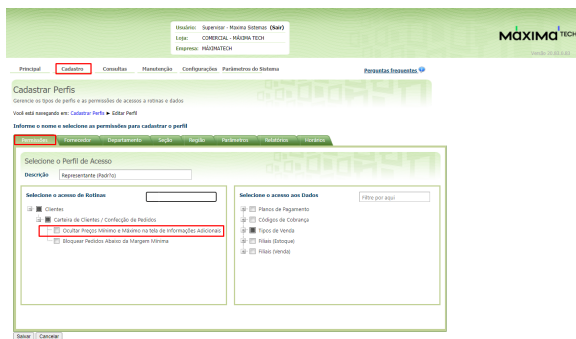 Usuário: Supervisor - Maxima Sistemas (Sair)
Loja: COMERCIAL - MÁXIMA TECH
Empresa: MÁXIMATECH
MÁXIMATECH
Principal Cadastro Consultas Manutenção Configurações Parâmetros do Sistema Perguntas frequentes
Cadastrar Perfis
Gerencie os tipos de perfis e as permissões de acessos a rotinas e dados
Você está navegando em: Cadastrar Perfis ► Editar Perfil
Informe o nome e selecione as permissões para cadastrar o perfil
Permissões Fornecedor Departamento Seção Região Parâmetros Relatórios Horários
Selecione o Perfil de Acesso
Descrição Representante (Padr?o)
Selecione o acesso de Rotinas
Clientes
Carteira de Clientes / Confecção de Pedidos
Ocultar Preços Mínimo e Máximo na tela de Informações Adicionais
Bloquear Pedidos Abaixo da Margem Mínima
Selecione o acesso aos Dados Filtre por aqui
Planos de Pagamento
Códigos de Cobrança
Tipos de Venda
Filiais (Estoque)
Filiais (Venda)
Salvar Cancelar